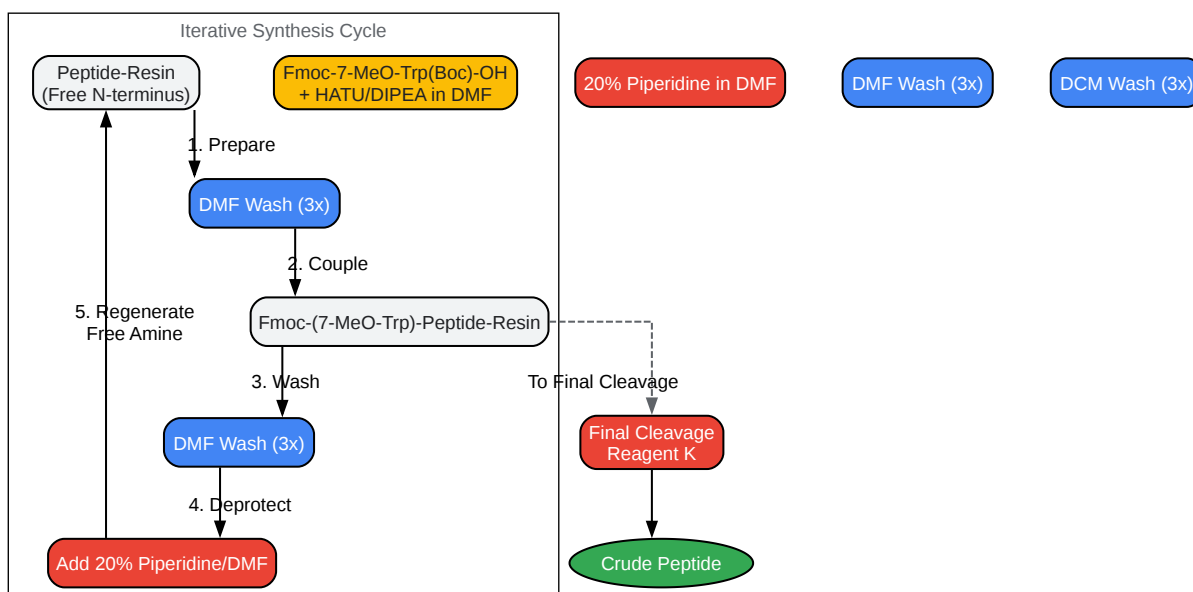 Iterative Synthesis Cycle
Peptide-Resin
(Free N-terminus)
Fmoc-7-MeO-Trp(Boc)-OH
+ HATU/DIPEA in DMF
20% Piperidine in DMF
DMF Wash (3x)
DCM Wash (3x)
1. Prepare
DMF Wash (3x)
2. Couple
5. Regenerate
Free Amine
Fmoc-(7-MeO-Trp)-Peptide-Resin
3. Wash
To Final Cleavage
DMF Wash (3x)
Final Cleavage
Reagent K
4. Deprotect
Add 20% Piperidine/DMF
Crude Peptide